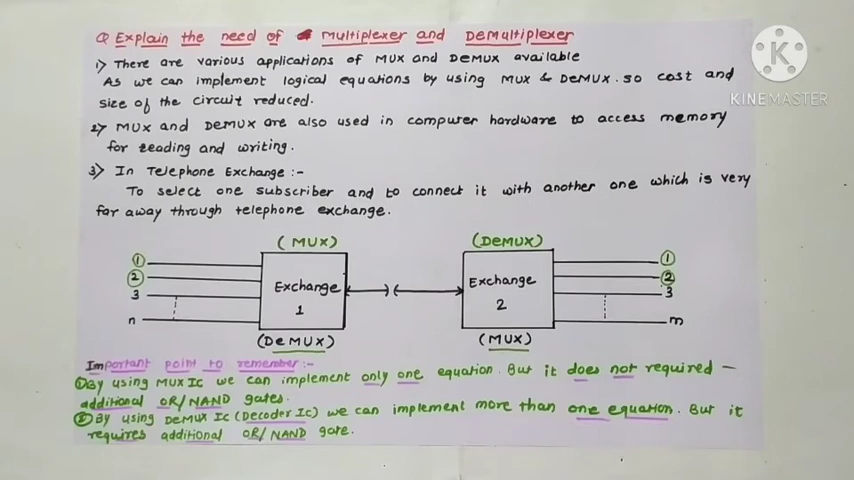 Q Explain the need of Multiplexer and DeMultiplexer
1) There are various applications of MUX and DEMUX available
As we can implement logical equations by using MUX & DEMUX. so cost and
size of the circuit reduced.
2) MUX and DEMUX are also used in computer hardware to access memory
for reading and writing.
3) In Telephone Exchange :-
To select one subscriber and to connect it with another one which is very
far away through telephone exchange.
(MUX) (DeMUX)
1 Exchange 1 Exchange 2 1
2 2
3 3
n m
(DeMUX) (MUX)
Important point to remember :-
① By using MUX IC we can implement only one equation. But it does not required —
additional OR/NAND gates.
② By using DeMUX IC (Decoder IC) we can implement more than one equation. But it
requires additional OR/NAND gate.
K
KINEMASTER